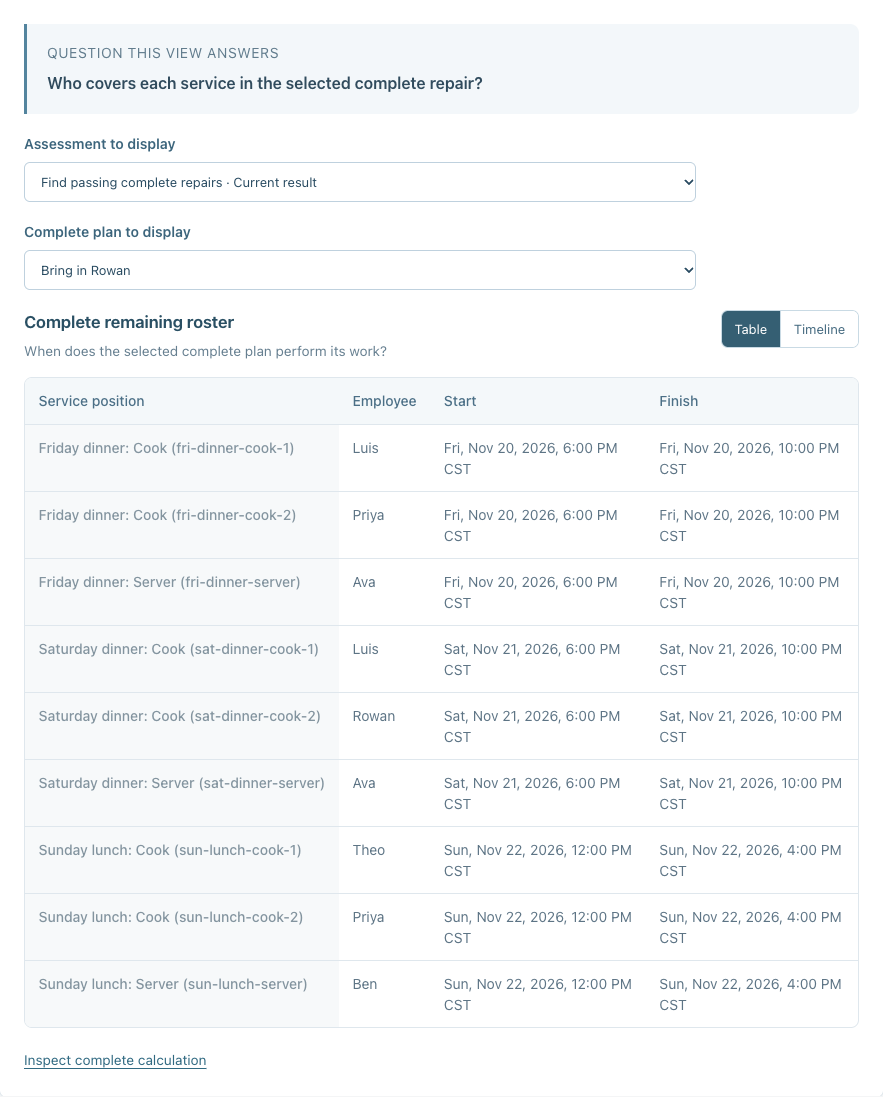 QUESTION THIS VIEW ANSWERS
Who covers each service in the selected complete repair?
Assessment to display
Find passing complete repairs · Current result
Complete plan to display
Bring in Rowan
Complete remaining roster
Table Timeline
When does the selected complete plan perform its work?
Service position Employee Start Finish
Friday dinner: Cook (fri-dinner-cook-1) Luis Fri, Nov 20, 2026, 6:00 PM Fri, Nov 20, 2026, 10:00 PM
CST CST
Friday dinner: Cook (fri-dinner-cook-2) Priya Fri, Nov 20, 2026, 6:00 PM Fri, Nov 20, 2026, 10:00 PM
CST CST
Friday dinner: Server (fri-dinner-server) Ava Fri, Nov 20, 2026, 6:00 PM Fri, Nov 20, 2026, 10:00 PM
CST CST
Saturday dinner: Cook (sat-dinner-cook-1) Luis Sat, Nov 21, 2026, 6:00 PM Sat, Nov 21, 2026, 10:00 PM
CST CST
Saturday dinner: Cook (sat-dinner-cook-2) Rowan Sat, Nov 21, 2026, 6:00 PM Sat, Nov 21, 2026, 10:00 PM
CST CST
Saturday dinner: Server (sat-dinner-server) Ava Sat, Nov 21, 2026, 6:00 PM Sat, Nov 21, 2026, 10:00 PM
CST CST
Sunday lunch: Cook (sun-lunch-cook-1) Theo Sun, Nov 22, 2026, 12:00 PM Sun, Nov 22, 2026, 4:00 PM
CST CST
Sunday lunch: Cook (sun-lunch-cook-2) Priya Sun, Nov 22, 2026, 12:00 PM Sun, Nov 22, 2026, 4:00 PM
CST CST
Sunday lunch: Server (sun-lunch-server) Ben Sun, Nov 22, 2026, 12:00 PM Sun, Nov 22, 2026, 4:00 PM
CST CST
Inspect complete calculation